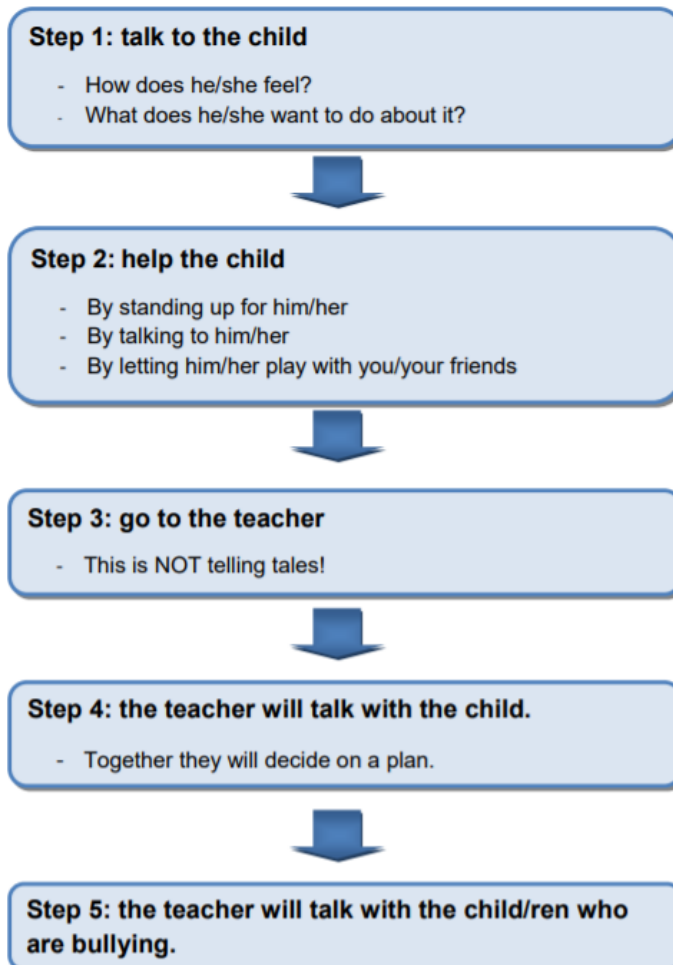 Step 1: talk to the child
- How does he/she feel?
- What does he/she want to do about it?
Step 2: help the child
- By standing up for him/her
- By talking to him/her
- By letting him/her play with you/your friends
Step 3: go to the teacher
- This is NOT telling tales!
Step 4: the teacher will talk with the child.
- Together they will decide on a plan.
Step 5: the teacher will talk with the child/ren who
are bullying.